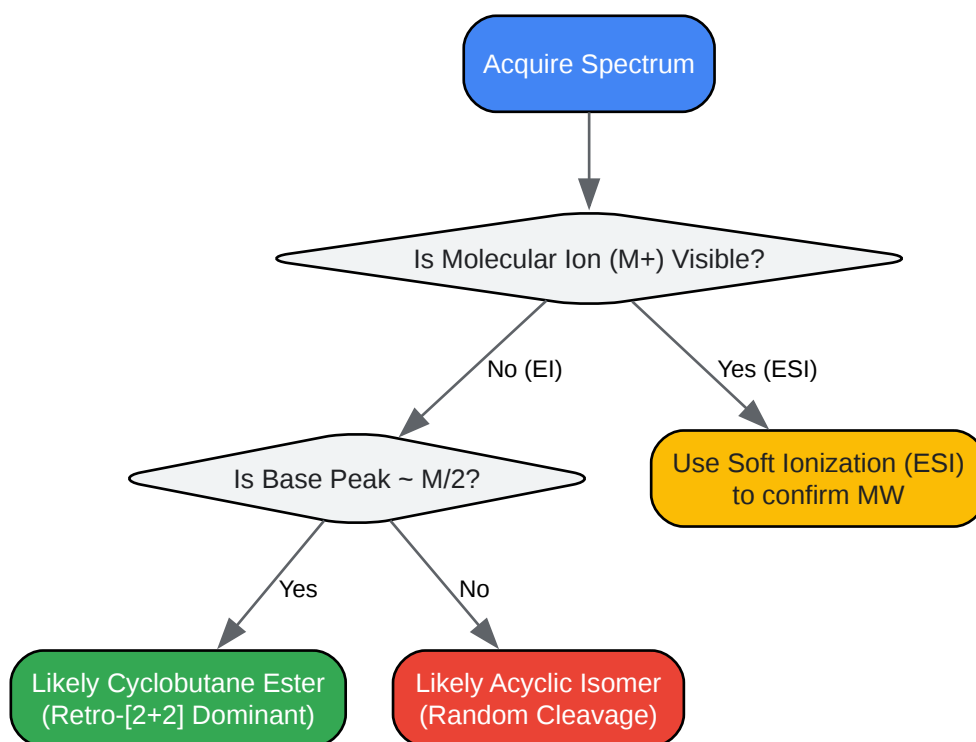 Acquire Spectrum
Is Molecular Ion (M+) Visible?
No (EI)
Yes (ESI)
Is Base Peak ~ M/2?
Use Soft Ionization (ESI)
to confirm MW
Yes
No
Likely Cyclobutane Ester
(Retro-[2+2] Dominant)
Likely Acyclic Isomer
(Random Cleavage)